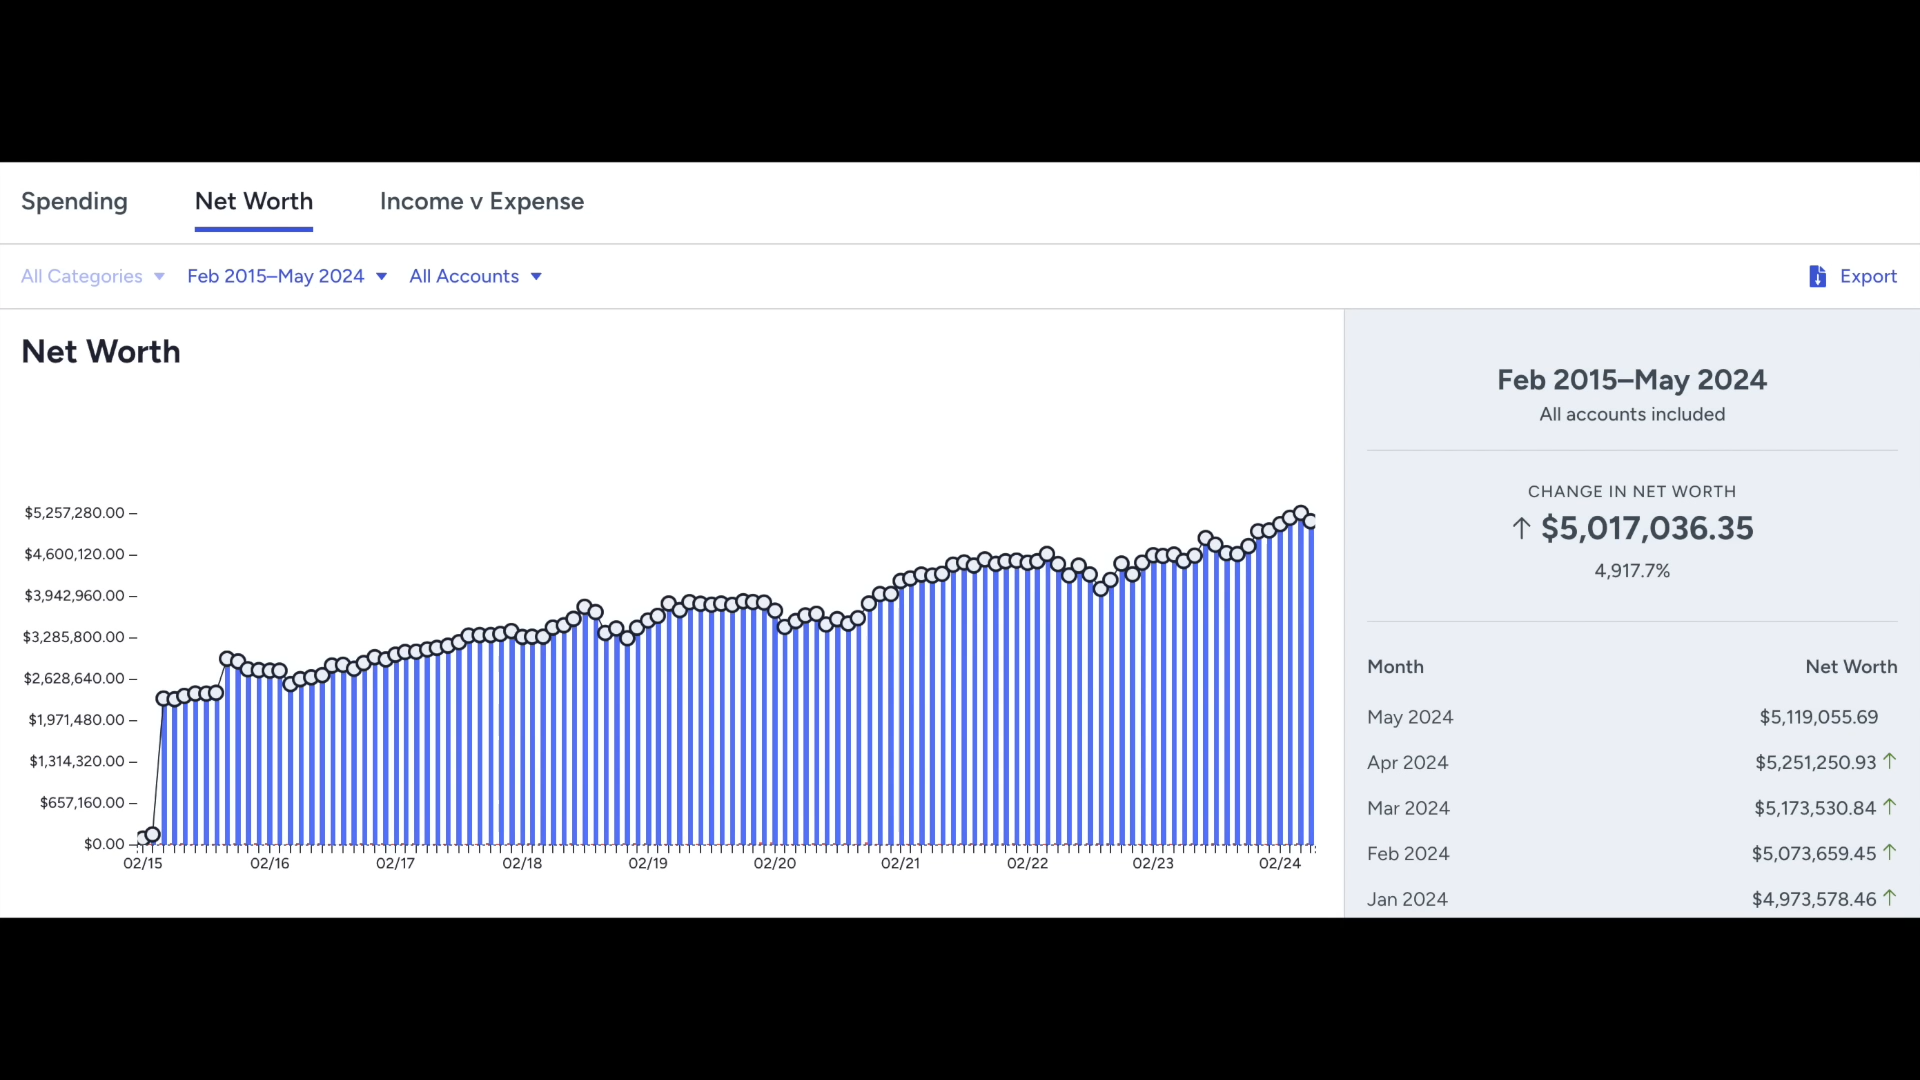 Spending Net Worth Income v Expense
All Categories Feb 2015–May 2024 All Accounts Export
Net Worth
$5,257,280.00
$4,600,120.00
$3,942,960.00
$3,285,800.00
$2,628,640.00
$1,971,480.00
$1,314,320.00
$657,160.00
$0.00
02/15 02/16 02/17 02/18 02/19 02/20 02/21 02/22 02/23 02/24
Feb 2015–May 2024
All accounts included
CHANGE IN NET WORTH
↑ $5,017,036.35
4,917.7%
Month Net Worth
May 2024 $5,119,055.69
Apr 2024 $5,251,250.93 ↑
Mar 2024 $5,173,530.84 ↑
Feb 2024 $5,073,659.45 ↑
Jan 2024 $4,973,578.46 ↑